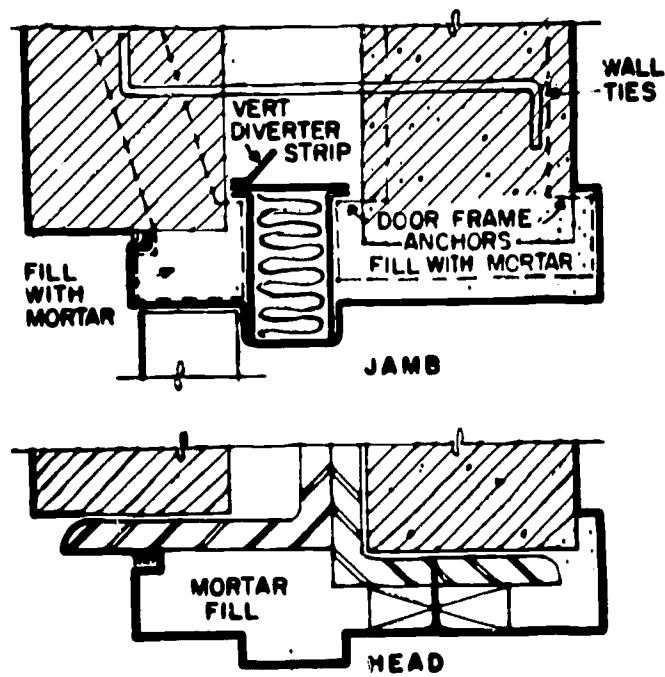 WALL
TIES
VERT
DIVERTER
STRIP
DOOR FRAME
ANCHORS
FILL WITH MORTAR
FILL
WITH
MORTAR
JAMB
MORTAR
FILL
HEAD